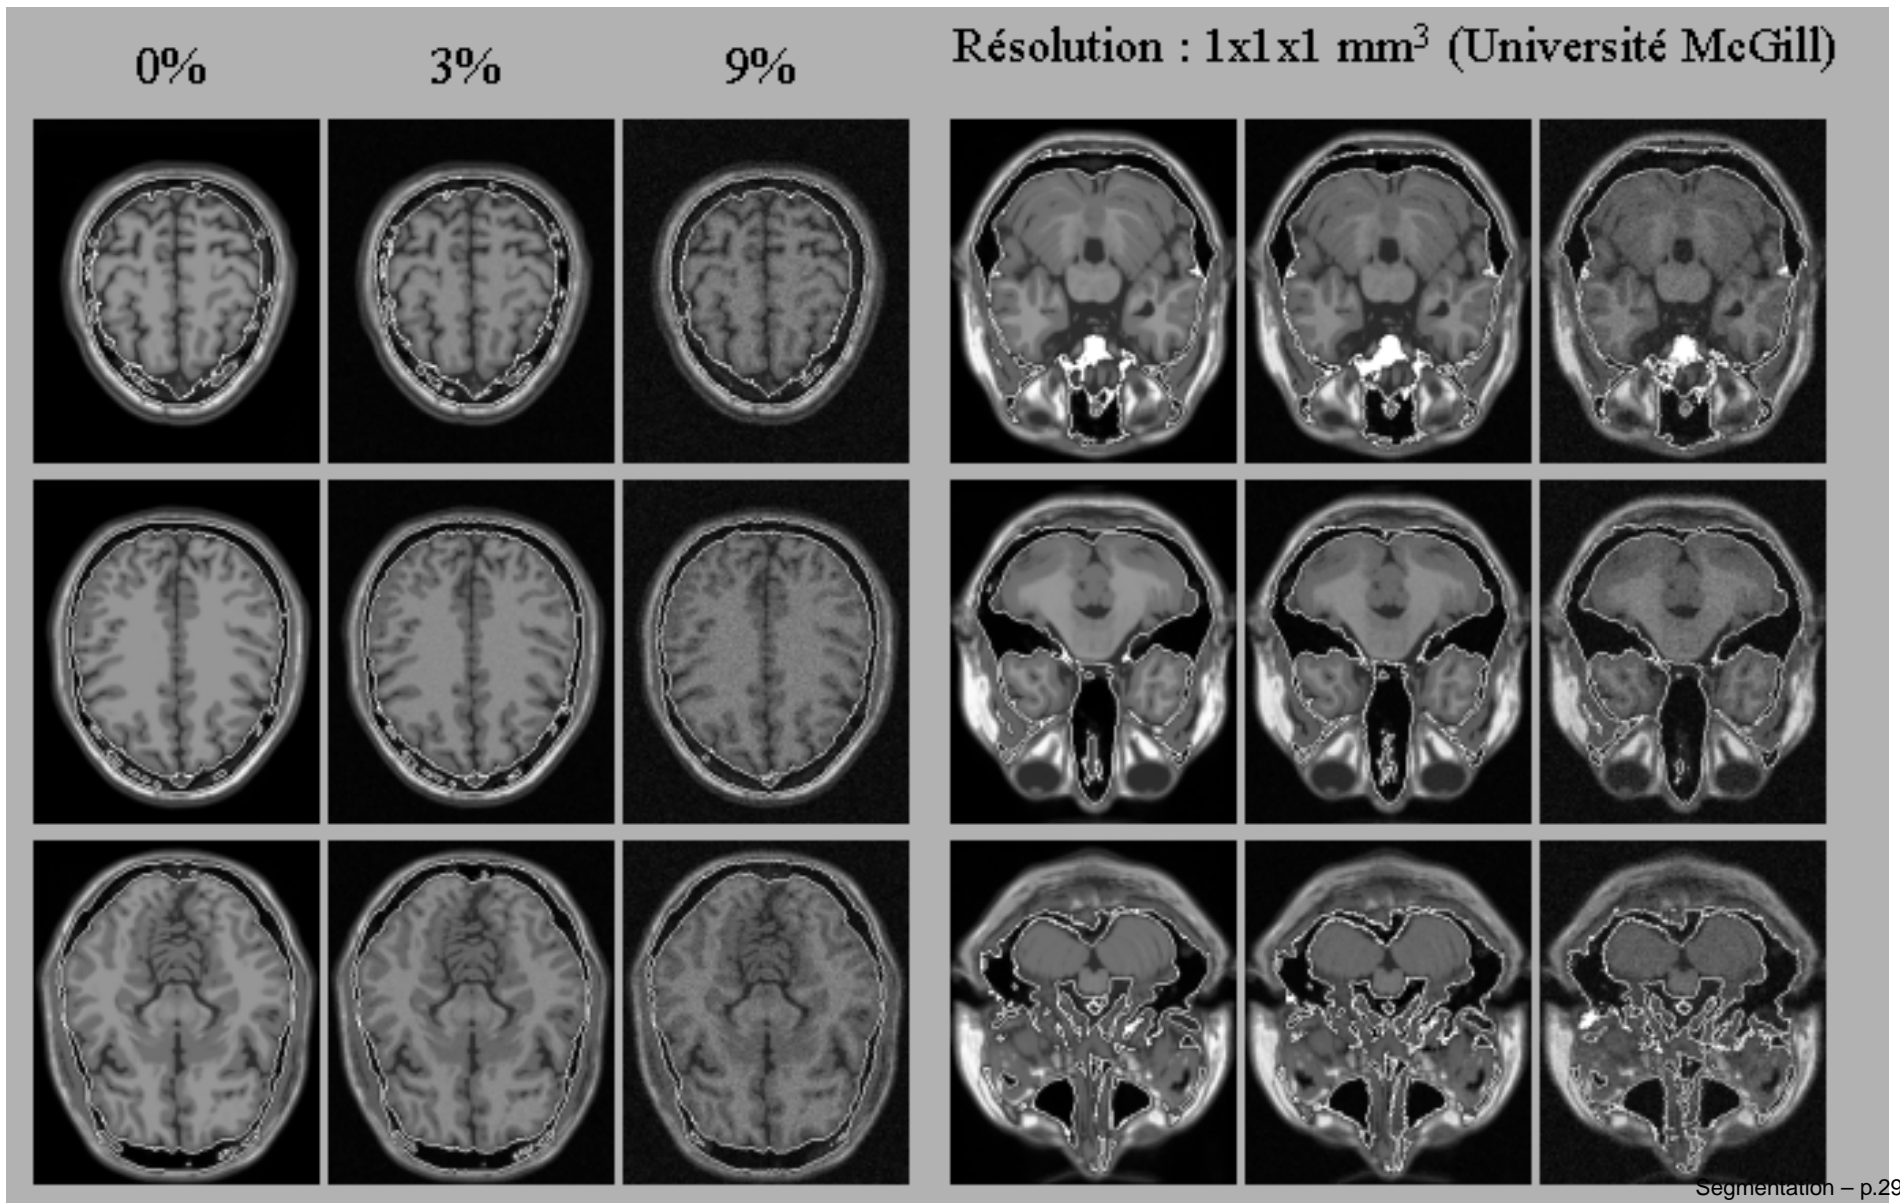 0% 3% 9% Résolution : 1x1x1 mm³ (Université McGill)
Segmentation – p.29